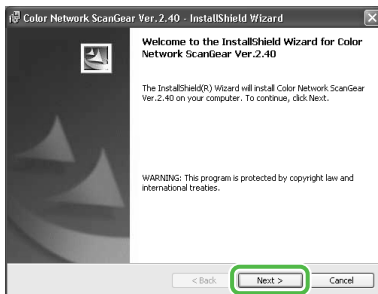 Color Network ScanGear Ver.2.40 - InstallShield Wizard
Welcome to the InstallShield Wizard for Color
Network ScanGear Ver.2.40
The InstallShield(R) Wizard will install Color Network ScanGear
Ver.2.40 on your computer. To continue, click Next.
WARNING: This program is protected by copyright law and
international treaties.
< Back
Next >
Cancel